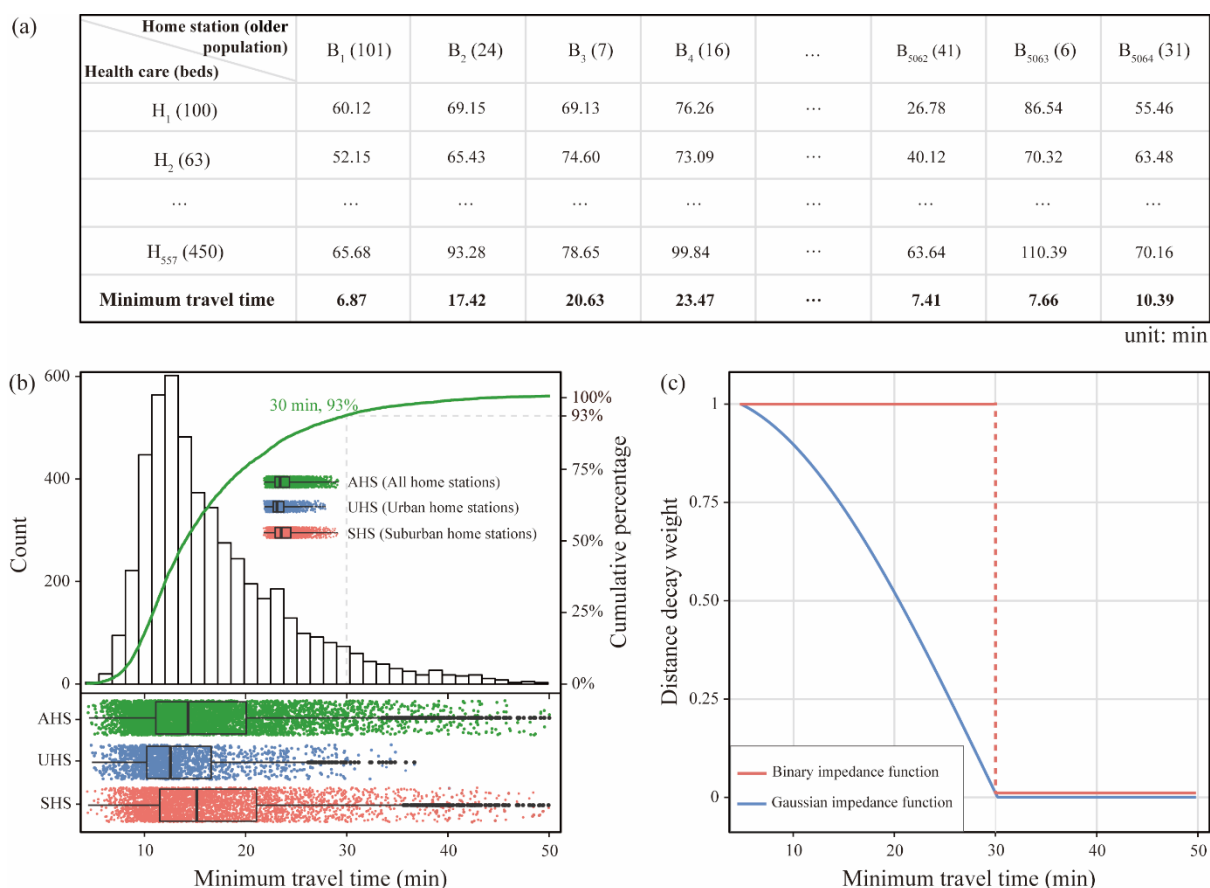 (a)
Home station (older
population)
Health care (beds)
B1 (101) B2 (24) B3 (7) B4 (16) … B5062 (41) B5063 (6) B5064 (31)
H1 (100) 60.12 69.15 69.13 76.26 … 26.78 86.54 55.46
H2 (63) 52.15 65.43 74.60 73.09 … 40.12 70.32 63.48
… … … … … … … … …
H557 (450) 65.68 93.28 78.65 99.84 … 63.64 110.39 70.16
Minimum travel time 6.87 17.42 20.63 23.47 … 7.41 7.66 10.39
unit: min
(b)
600
400
200
0
Count
30 min, 93%
AHS (All home stations)
UHS (Urban home stations)
SHS (Suburban home stations)
100%
93%
75%
50%
25%
0%
Cumulative percentage
AHS
UHS
SHS
10 20 30 40 50
Minimum travel time (min)
(c)
1
0.75
0.50
0.25
0
Distance decay weight
Binary impedance function
Gaussian impedance function
10 20 30 40 50
Minimum travel time (min)